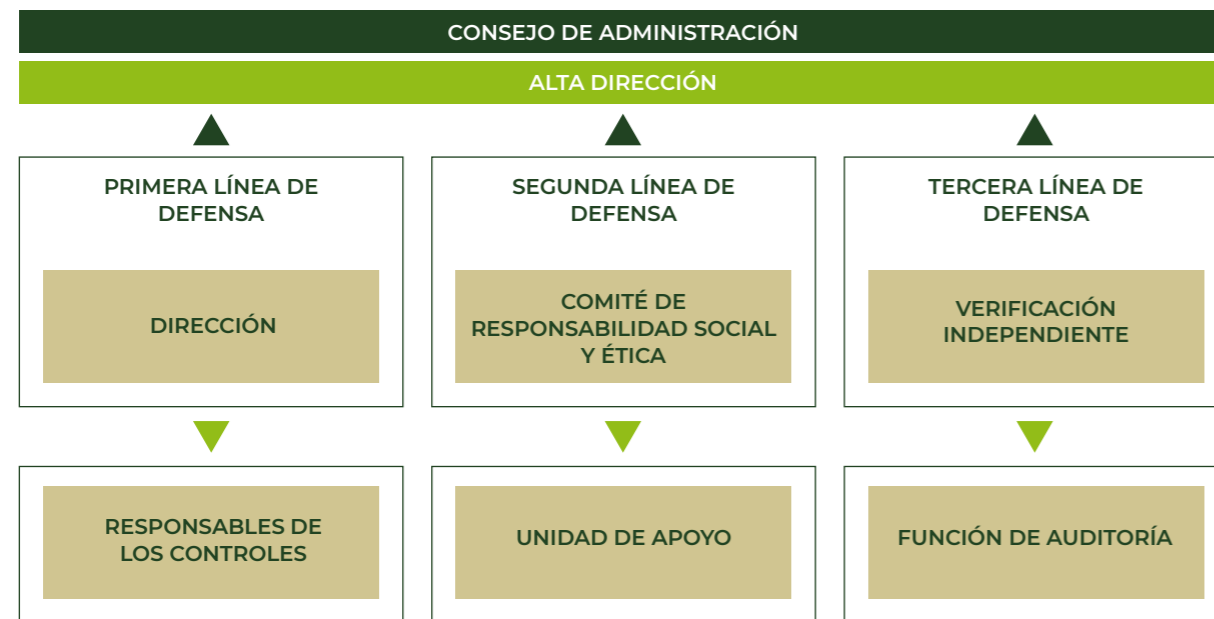 CONSEJO DE ADMINISTRACIÓN
ALTA DIRECCIÓN
PRIMERA LÍNEA DE
DEFENSA
DIRECCIÓN
SEGUNDA LÍNEA DE
DEFENSA
COMITÉ DE
RESPONSABILIDAD SOCIAL
Y ÉTICA
TERCERA LÍNEA DE
DEFENSA
VERIFICACIÓN
INDEPENDIENTE
RESPONSABLES DE
LOS CONTROLES
UNIDAD DE APOYO
FUNCIÓN DE AUDITORÍA